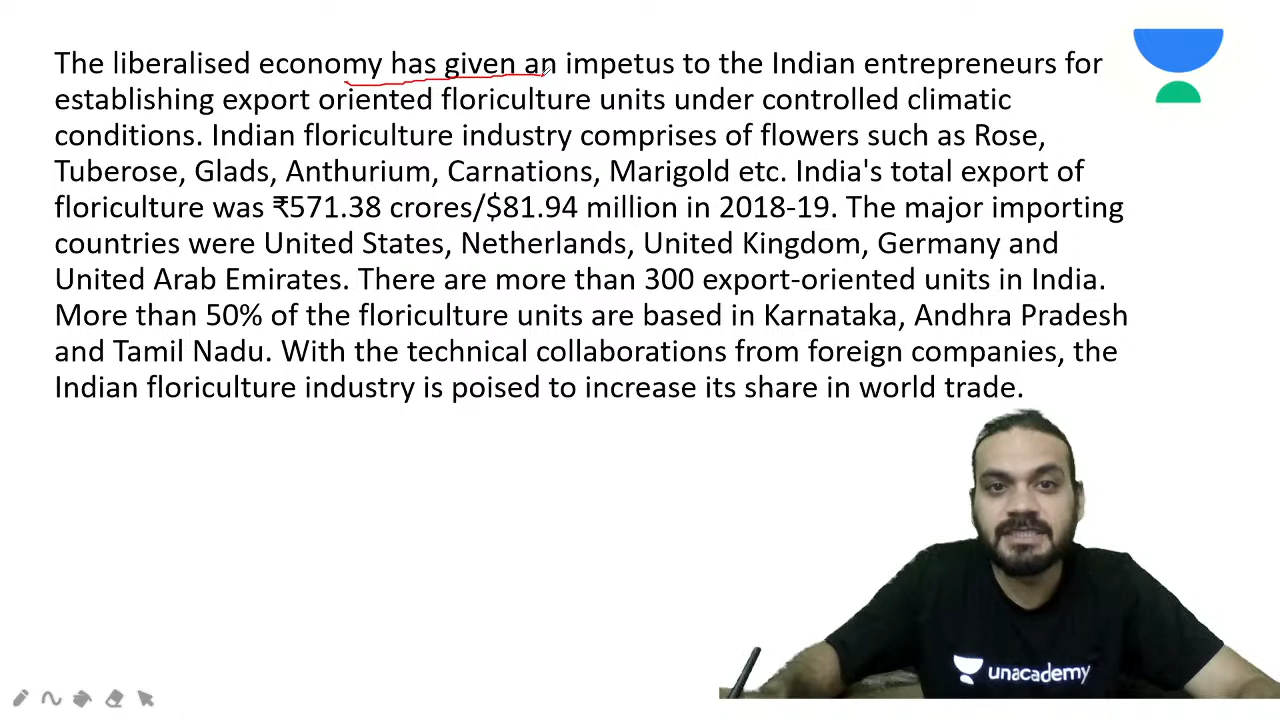 The liberalised economy has given an impetus to the Indian entrepreneurs for
establishing export oriented floriculture units under controlled climatic
conditions. Indian floriculture industry comprises of flowers such as Rose,
Tuberose, Glads, Anthurium, Carnations, Marigold etc. India's total export of
floriculture was ₹571.38 crores/$81.94 million in 2018-19. The major importing
countries were United States, Netherlands, United Kingdom, Germany and
United Arab Emirates. There are more than 300 export-oriented units in India.
More than 50% of the floriculture units are based in Karnataka, Andhra Pradesh
and Tamil Nadu. With the technical collaborations from foreign companies, the
Indian floriculture industry is poised to increase its share in world trade.
unacademy